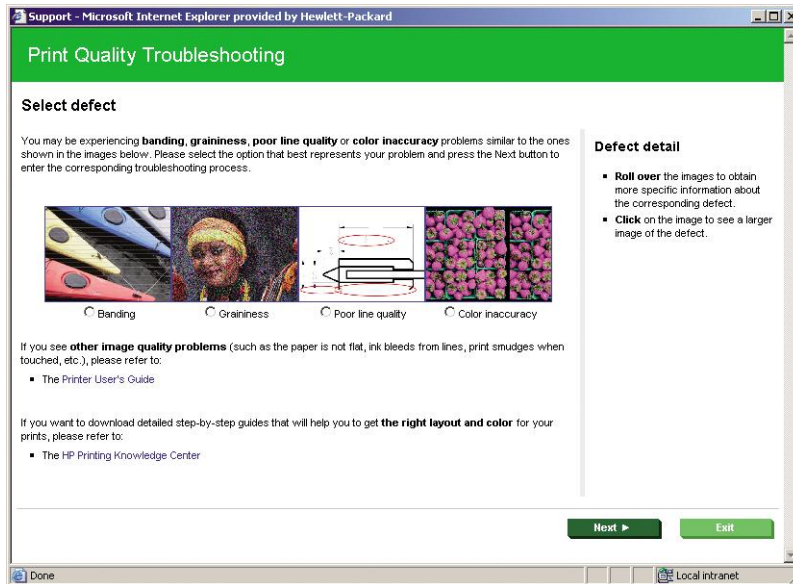 Support - Microsoft Internet Explorer provided by Hewlett-Packard
Print Quality Troubleshooting
Select defect
You may be experiencing banding, graininess, poor line quality or color inaccuracy problems similar to the ones
shown in the images below. Please select the option that best represents your problem and press the Next button to
enter the corresponding troubleshooting process.
Banding
Graininess
Poor line quality
Color inaccuracy
If you see other image quality problems (such as the paper is not flat, ink bleeds from lines, print smudges when
touched, etc.), please refer to:
The Printer User's Guide
If you want to download detailed step-by-step guides that will help you to get the right layout and color for your
prints, please refer to:
The HP Printing Knowledge Center
Defect detail
Roll over the images to obtain
more specific information about
the corresponding defect.
Click on the image to see a larger
image of the defect.
Next
Exit
Done
Local intranet